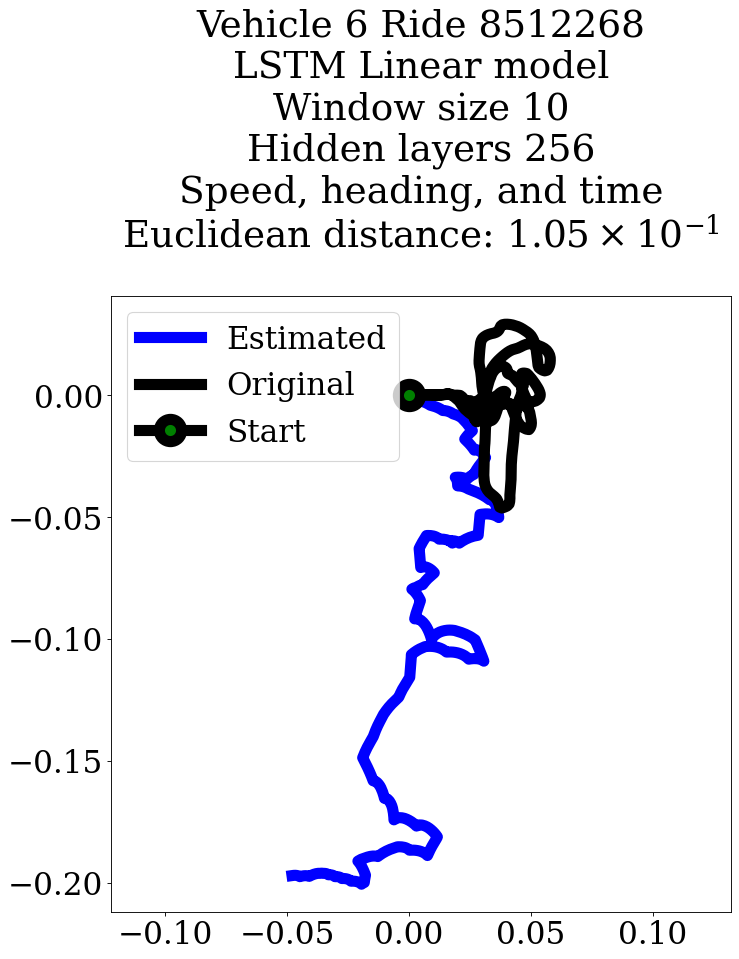 Vehicle 6 Ride 8512268
LSTM Linear model
Window size 10
Hidden layers 256
Speed, heading, and time
Euclidean distance: 1.05 × 10⁻¹
Estimated
Original
Start
0.00
−0.05
−0.10
−0.15
−0.20
−0.10 −0.05 0.00 0.05 0.10